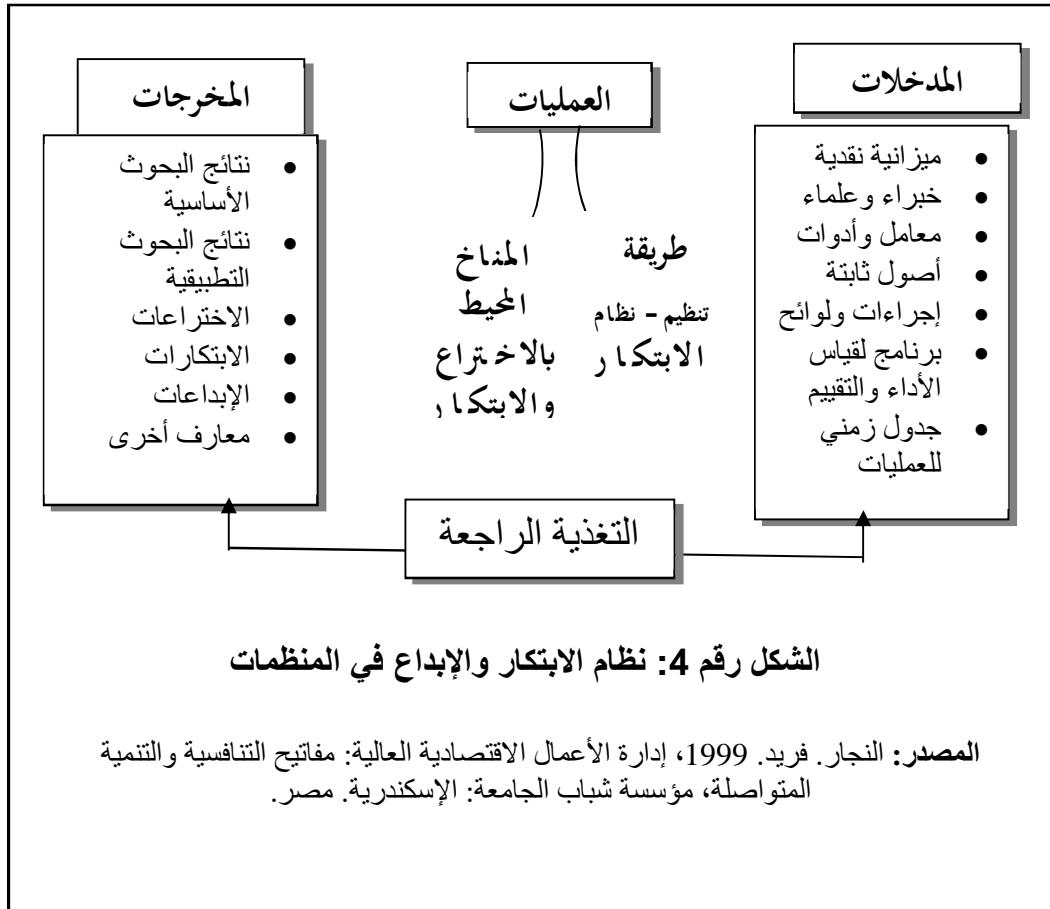 المدخلات
ميزانية نقدية
خبراء وعلماء
معامل وأدوات
أصول ثابتة
إجراءات ولوائح
برنامج لقياس
الأداء والتقييم
جدول زمني
للعمليات
العمليات
طريقة
تنظيم - نظام
الابتكار
المناخ
المحيط
بالاختراع
والابتكار
المخرجات
نتائج البحوث
الأساسية
نتائج البحوث
التطبيقية
الاختراعات
الابتكارات
الإبداعات
معارف أخرى
التغذية الراجعة
الشكل رقم 4: نظام الابتكار والإبداع في المنظمات
المصدر: النجار. فريد. 1999، إدارة الأعمال الاقتصادية العالية: مفاتيح التنافسية والتنمية
المتواصلة، مؤسسة شباب الجامعة: الإسكندرية. مصر.